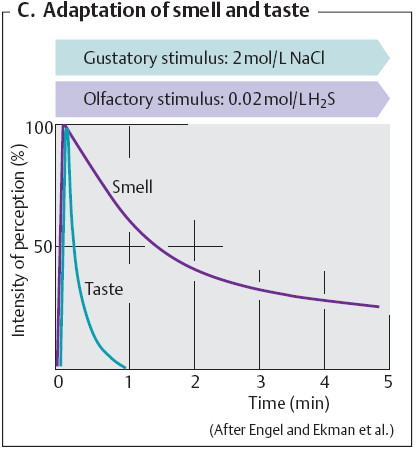 C. Adaptation of smell and taste
Gustatory stimulus: 2 mol/L NaCl
Olfactory stimulus: 0.02 mol/L H₂S
Intensity of perception (%)
100
50
Smell
Taste
0 1 2 3 4 5
Time (min)
(After Engel and Ekman et al.)